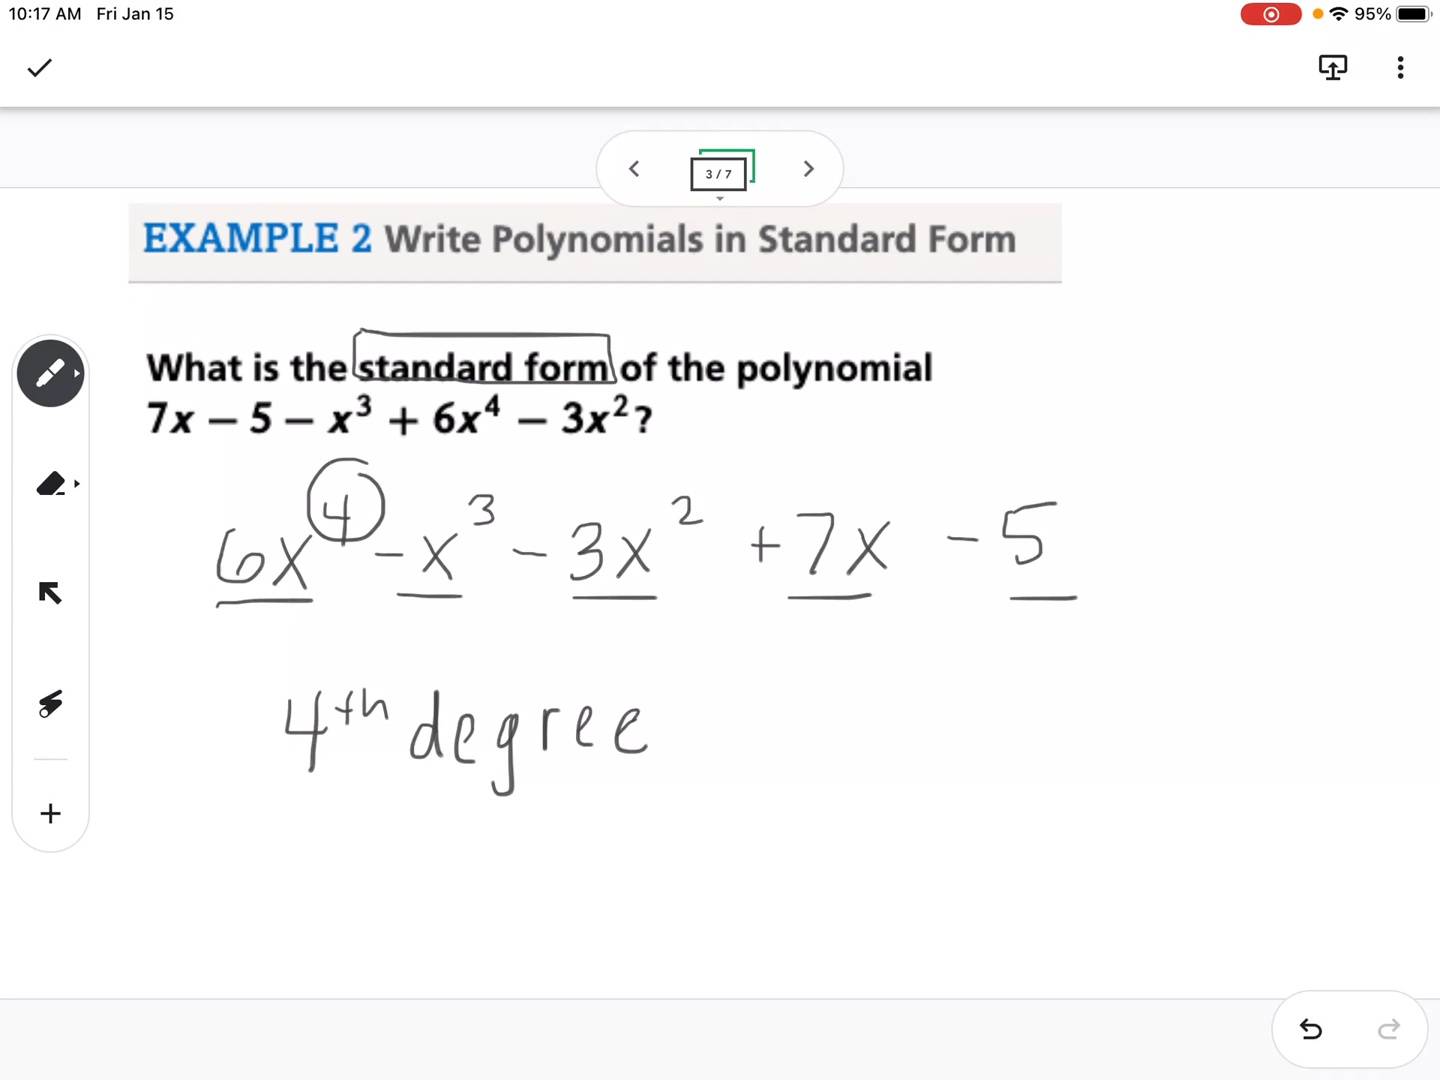 10:17 AM Fri Jan 15 95%
3 / 7
EXAMPLE 2 Write Polynomials in Standard Form
What is the standard form of the polynomial
7x – 5 – x³ + 6x⁴ – 3x²?
6x⁴ - x³ - 3x² + 7x - 5
4th degree